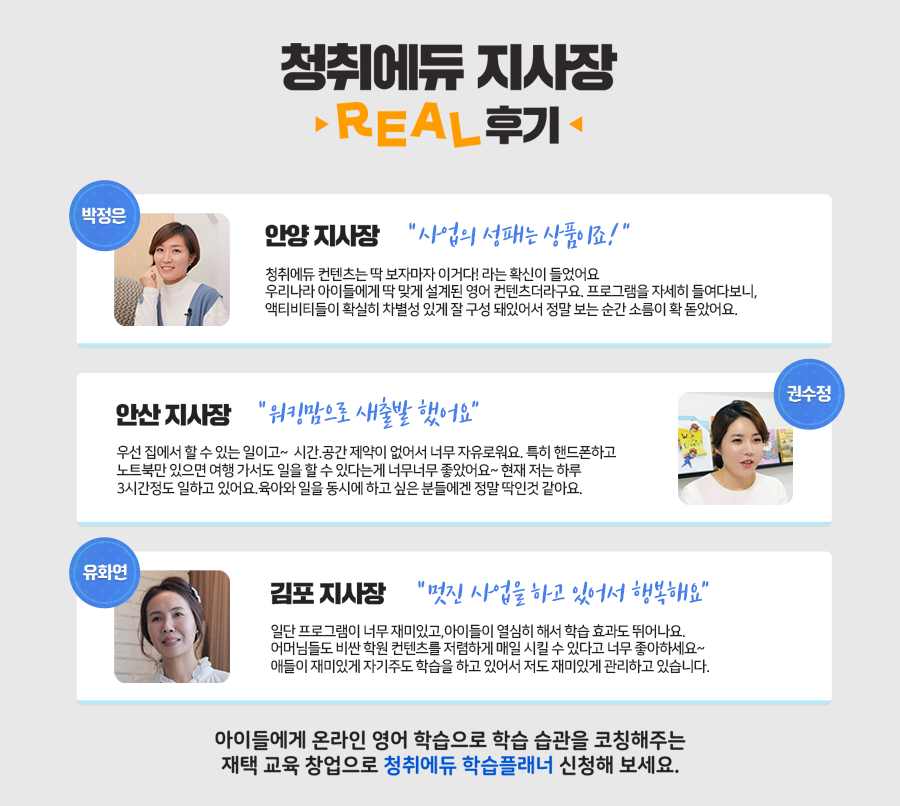 청취에듀 지사장
REAL 후기
박정은
안양 지사장 "사업의 성패는 상품이죠!"
청취에듀 컨텐츠는 딱 보자마자 이거다! 라는 확신이 들었어요
우리나라 아이들에게 딱 맞게 설계된 영어 컨텐츠더라구요. 프로그램을 자세히 들여다보니,
액티비티들이 확실히 차별성 있게 잘 구성 돼있어서 정말 보는 순간 소름이 확 돋았어요.
권수정
안산 지사장 "워킹맘으로 새출발 했어요"
우선 집에서 할 수 있는 일이고~ 시간.공간 제약이 없어서 너무 자유로워요. 특히 핸드폰하고
노트북만 있으면 여행 가서도 일을 할 수 있다는게 너무너무 좋았어요~ 현재 저는 하루
3시간정도 일하고 있어요.육아와 일을 동시에 하고 싶은 분들에겐 정말 딱인것 같아요.
유화연
김포 지사장 "멋진 사업을 하고 있어서 행복해요"
일단 프로그램이 너무 재미있고,아이들이 열심히 해서 학습 효과도 뛰어나요.
어머님들도 비싼 학원 컨텐츠를 저렴하게 매일 시킬 수 있다고 너무 좋아하세요~
애들이 재미있게 자기주도 학습을 하고 있어서 저도 재미있게 관리하고 있습니다.
아이들에게 온라인 영어 학습으로 학습 습관을 코칭해주는
재택 교육 창업으로 청취에듀 학습플래너 신청해 보세요.